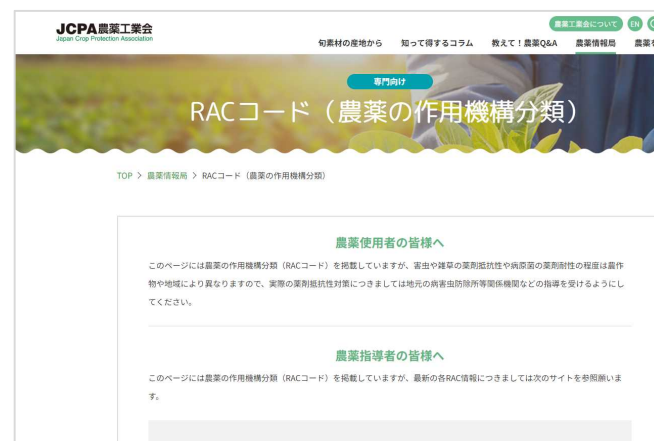 JCPA農薬工業会
Japan Crop Protection Association
農薬工業会について
EN
旬素材の産地から 知って得するコラム 教えて!農薬Q&A 農薬情報局 農薬を
専門向け
RACコード(農薬の作用機構分類)
TOP > 農薬情報局 > RACコード(農薬の作用機構分類)
農薬使用者の皆様へ
このページには農薬の作用機構分類(RACコード)を掲載していますが、害虫や雑草の薬剤抵抗性や病原菌の薬剤耐性の程度は農作
物や地域により異なりますので、実際の薬剤抵抗性対策につきましては地元の病害虫防除所等関係機関などの指導を受けるようにし
てください。
農薬指導者の皆様へ
このページには農薬の作用機構分類(RACコード)を掲載していますが、最新の各RAC情報につきましては次のサイトを参照願いま
す。